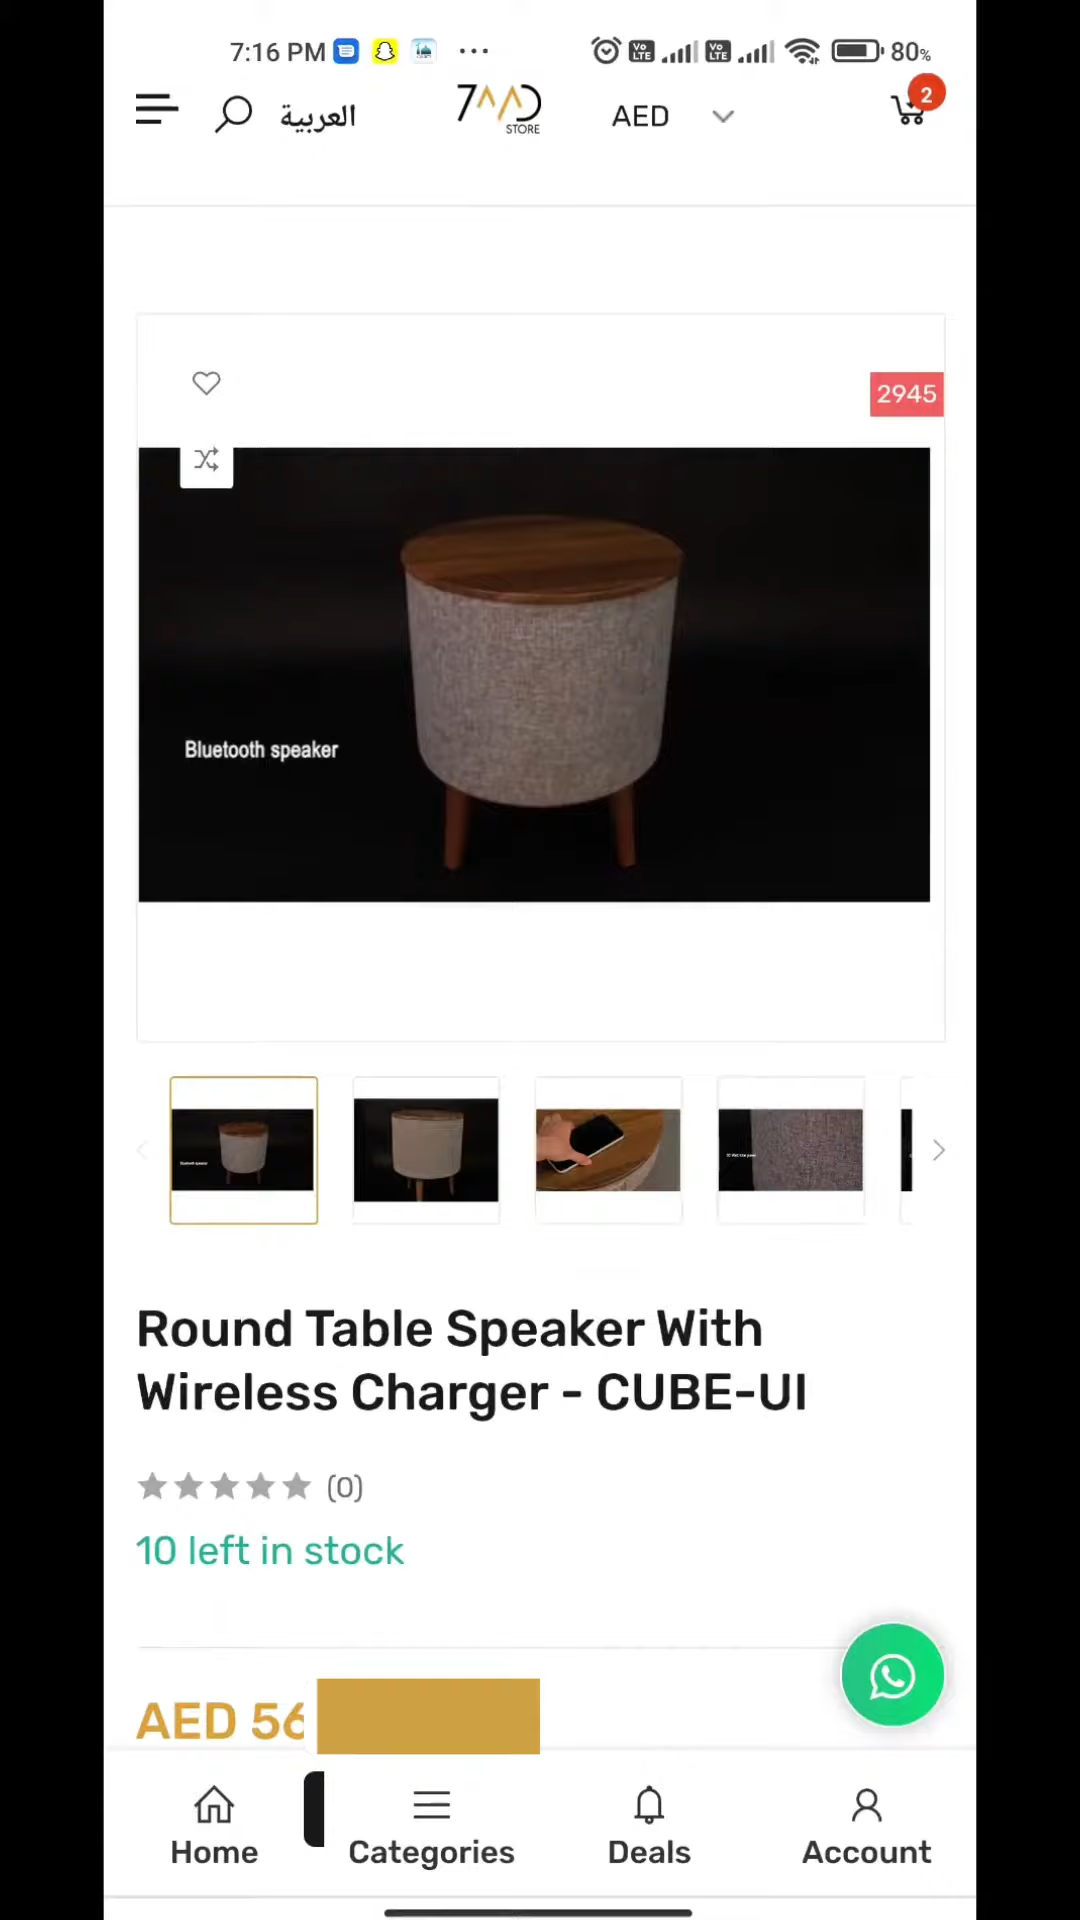 7:16 PM 80%
العربية 7AAD STORE AED 2
2945
Bluetooth speaker
Round Table Speaker With
Wireless Charger - CUBE-UI
(0)
10 left in stock
AED 56
Home Categories Deals Account